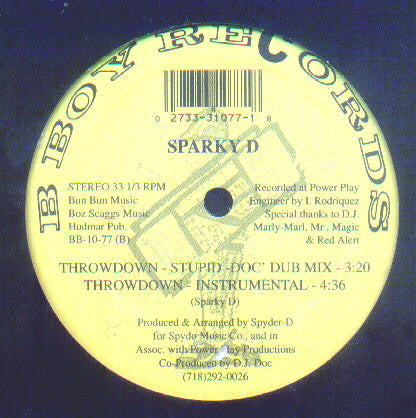 B BOY RECORDS
0 2733-31077-1 8
SPARKY D
STEREO 33 1/3 RPM
Bun Bun Music
Boz Scaggs Music
Hudmar Pub.
BB-10-77 (B)
Recorded at Power Play
Engineer by I. Rodriquez
Special thanks to D.J.
Marly-Marl, Mr. Magic
& Red Alert
THROWDOWN - STUPID -DOC' DUB MIX - 3:20
THROWDOWN - INSTRUMENTAL - 4:36
(Sparky D)
Produced & Arranged by Spyder-D
for Spydo Music Co., and in
Assoc. with Power Play Productions
Co-Produced by D.J. Doc
(718)292-0026